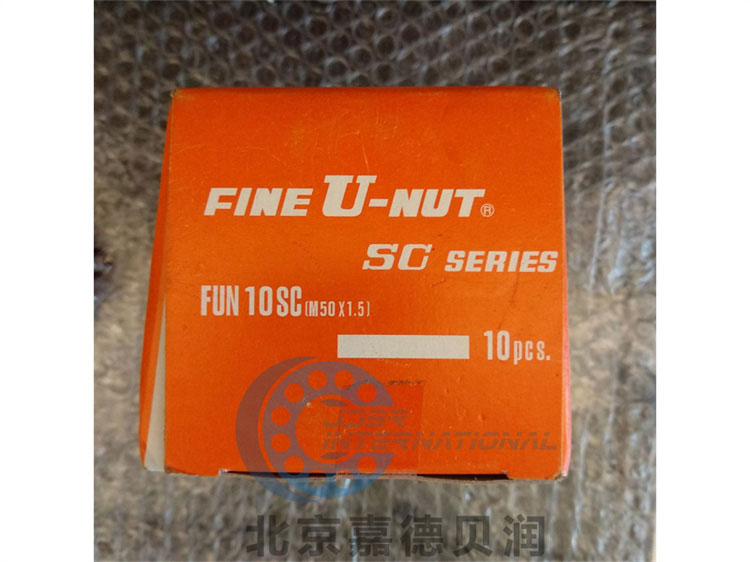 FINE U-NUT®
SC SERIES
FUN 10SC (M50X1.5)
10pcs.
INTERNATIONAL
北京嘉德贝润